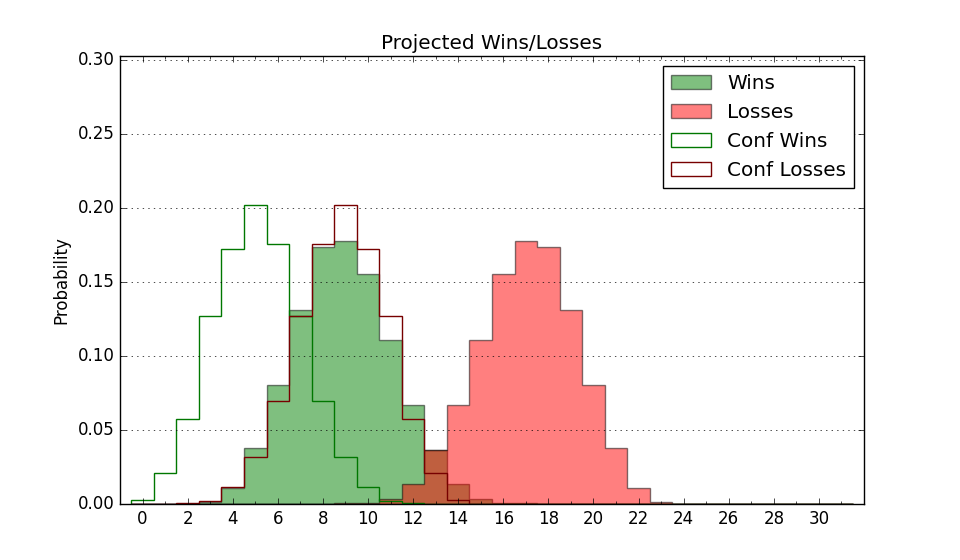 Projected Wins/Losses
0.30
0.25
0.20
0.15
0.10
0.05
0.00
Probability
Wins
Losses
Conf Wins
Conf Losses
0 2 4 6 8 10 12 14 16 18 20 22 24 26 28 30